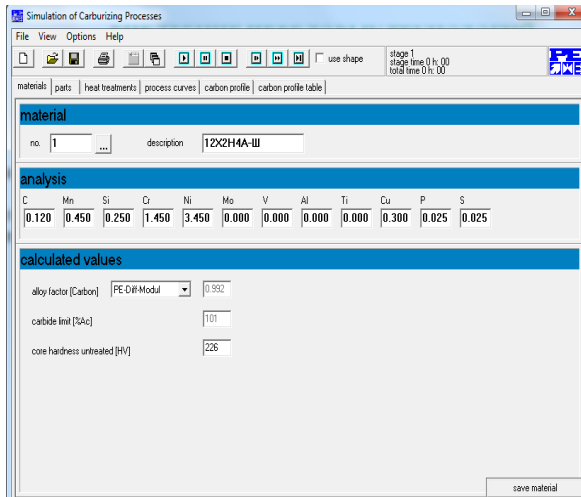 Simulation of Carburizing Processes
File View Options Help
use shape
stage 1
stage time 0 h: 00
total time 0 h: 00
PE
materials parts heat treatments process curves carbon profile carbon profile table
material
no. 1 ... description 12X2H4A-Ш
analysis
C Mn Si Cr Ni Mo V Al Ti Cu P S
0.120 0.450 0.250 1.450 3.450 0.000 0.000 0.000 0.000 0.300 0.025 0.025
calculated values
alloy factor [Carbon] PE-Diff-Modul 0.992
carbide limit [%Ac] 101
core hardness untreated [HV] 226
save material